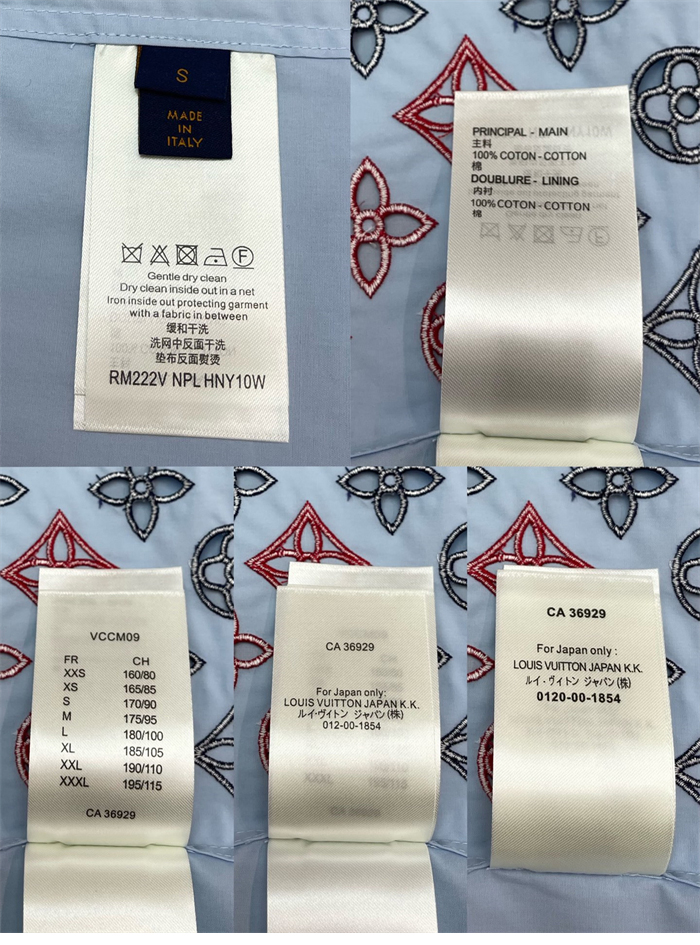 S
MADE
IN
ITALY
Gentle dry clean
Dry clean inside out in a net
Iron inside out protecting garment
with a fabric in between
缓和干洗
洗网中反面干洗
垫布反面熨烫
RM222V NPL HNY10W
PRINCIPAL - MAIN
主料
100% COTON - COTTON
棉
DOUBLURE - LINING
内衬
100% COTON - COTTON
棉
VCCM09
FR CH
XXS 160/80
XS 165/85
S 170/90
M 175/95
L 180/100
XL 185/105
XXL 190/110
XXXL 195/115
CA 36929
CA 36929
For Japan only:
LOUIS VUITTON JAPAN K.K.
ルイ・ヴィトン ジャパン(株)
012-00-1854
CA 36929
For Japan only :
LOUIS VUITTON JAPAN K.K.
ルイ・ヴィトン ジャパン(株)
0120-00-1854